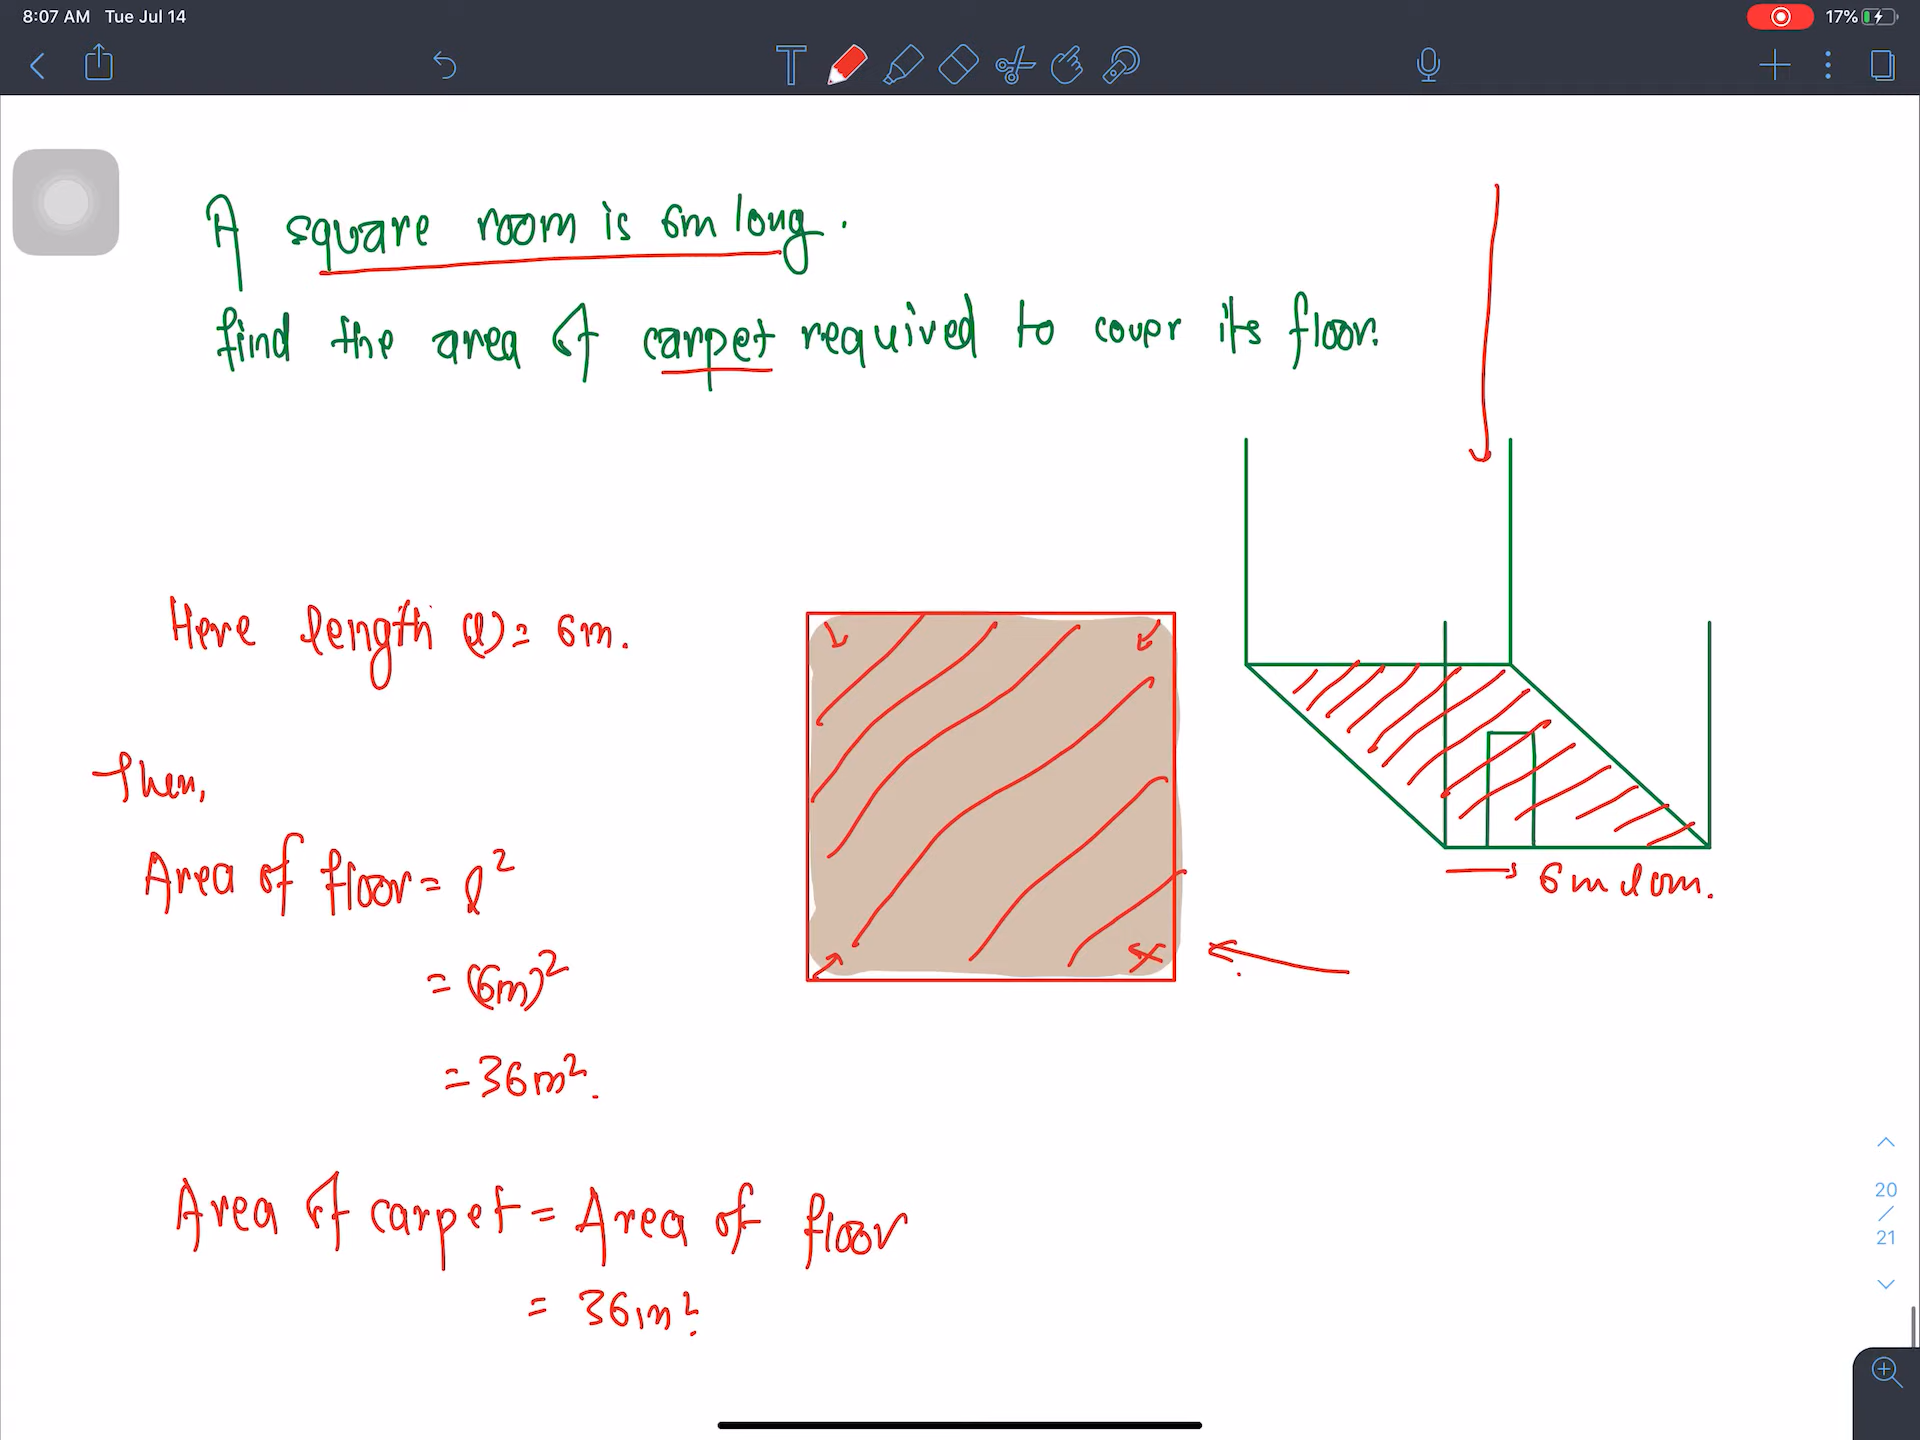 8:07 AM Tue Jul 14
17%
T
A square room is 6m long.
find the area of carpet required to cover its floor.
Here length (l) = 6m.
Then,
Area of floor = l²
= (6m)²
= 36m².
6m
Area of carpet = Area of floor
= 36m².
20
/
21